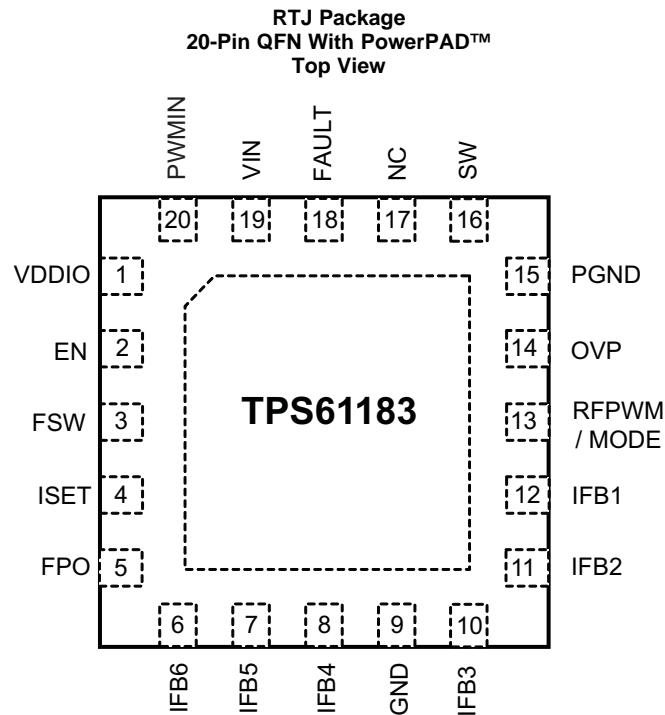 RTJ Package
20-Pin QFN With PowerPAD™
Top View
PWMIN
VIN
FAULT
NC
SW
20
19
18
17
16
VDDIO 1
15 PGND
EN 2
14 OVP
FSW 3
TPS61183
13 RFPWM
/ MODE
ISET 4
12 IFB1
FPO 5
11 IFB2
6
7
8
9
10
IFB6
IFB5
IFB4
GND
IFB3